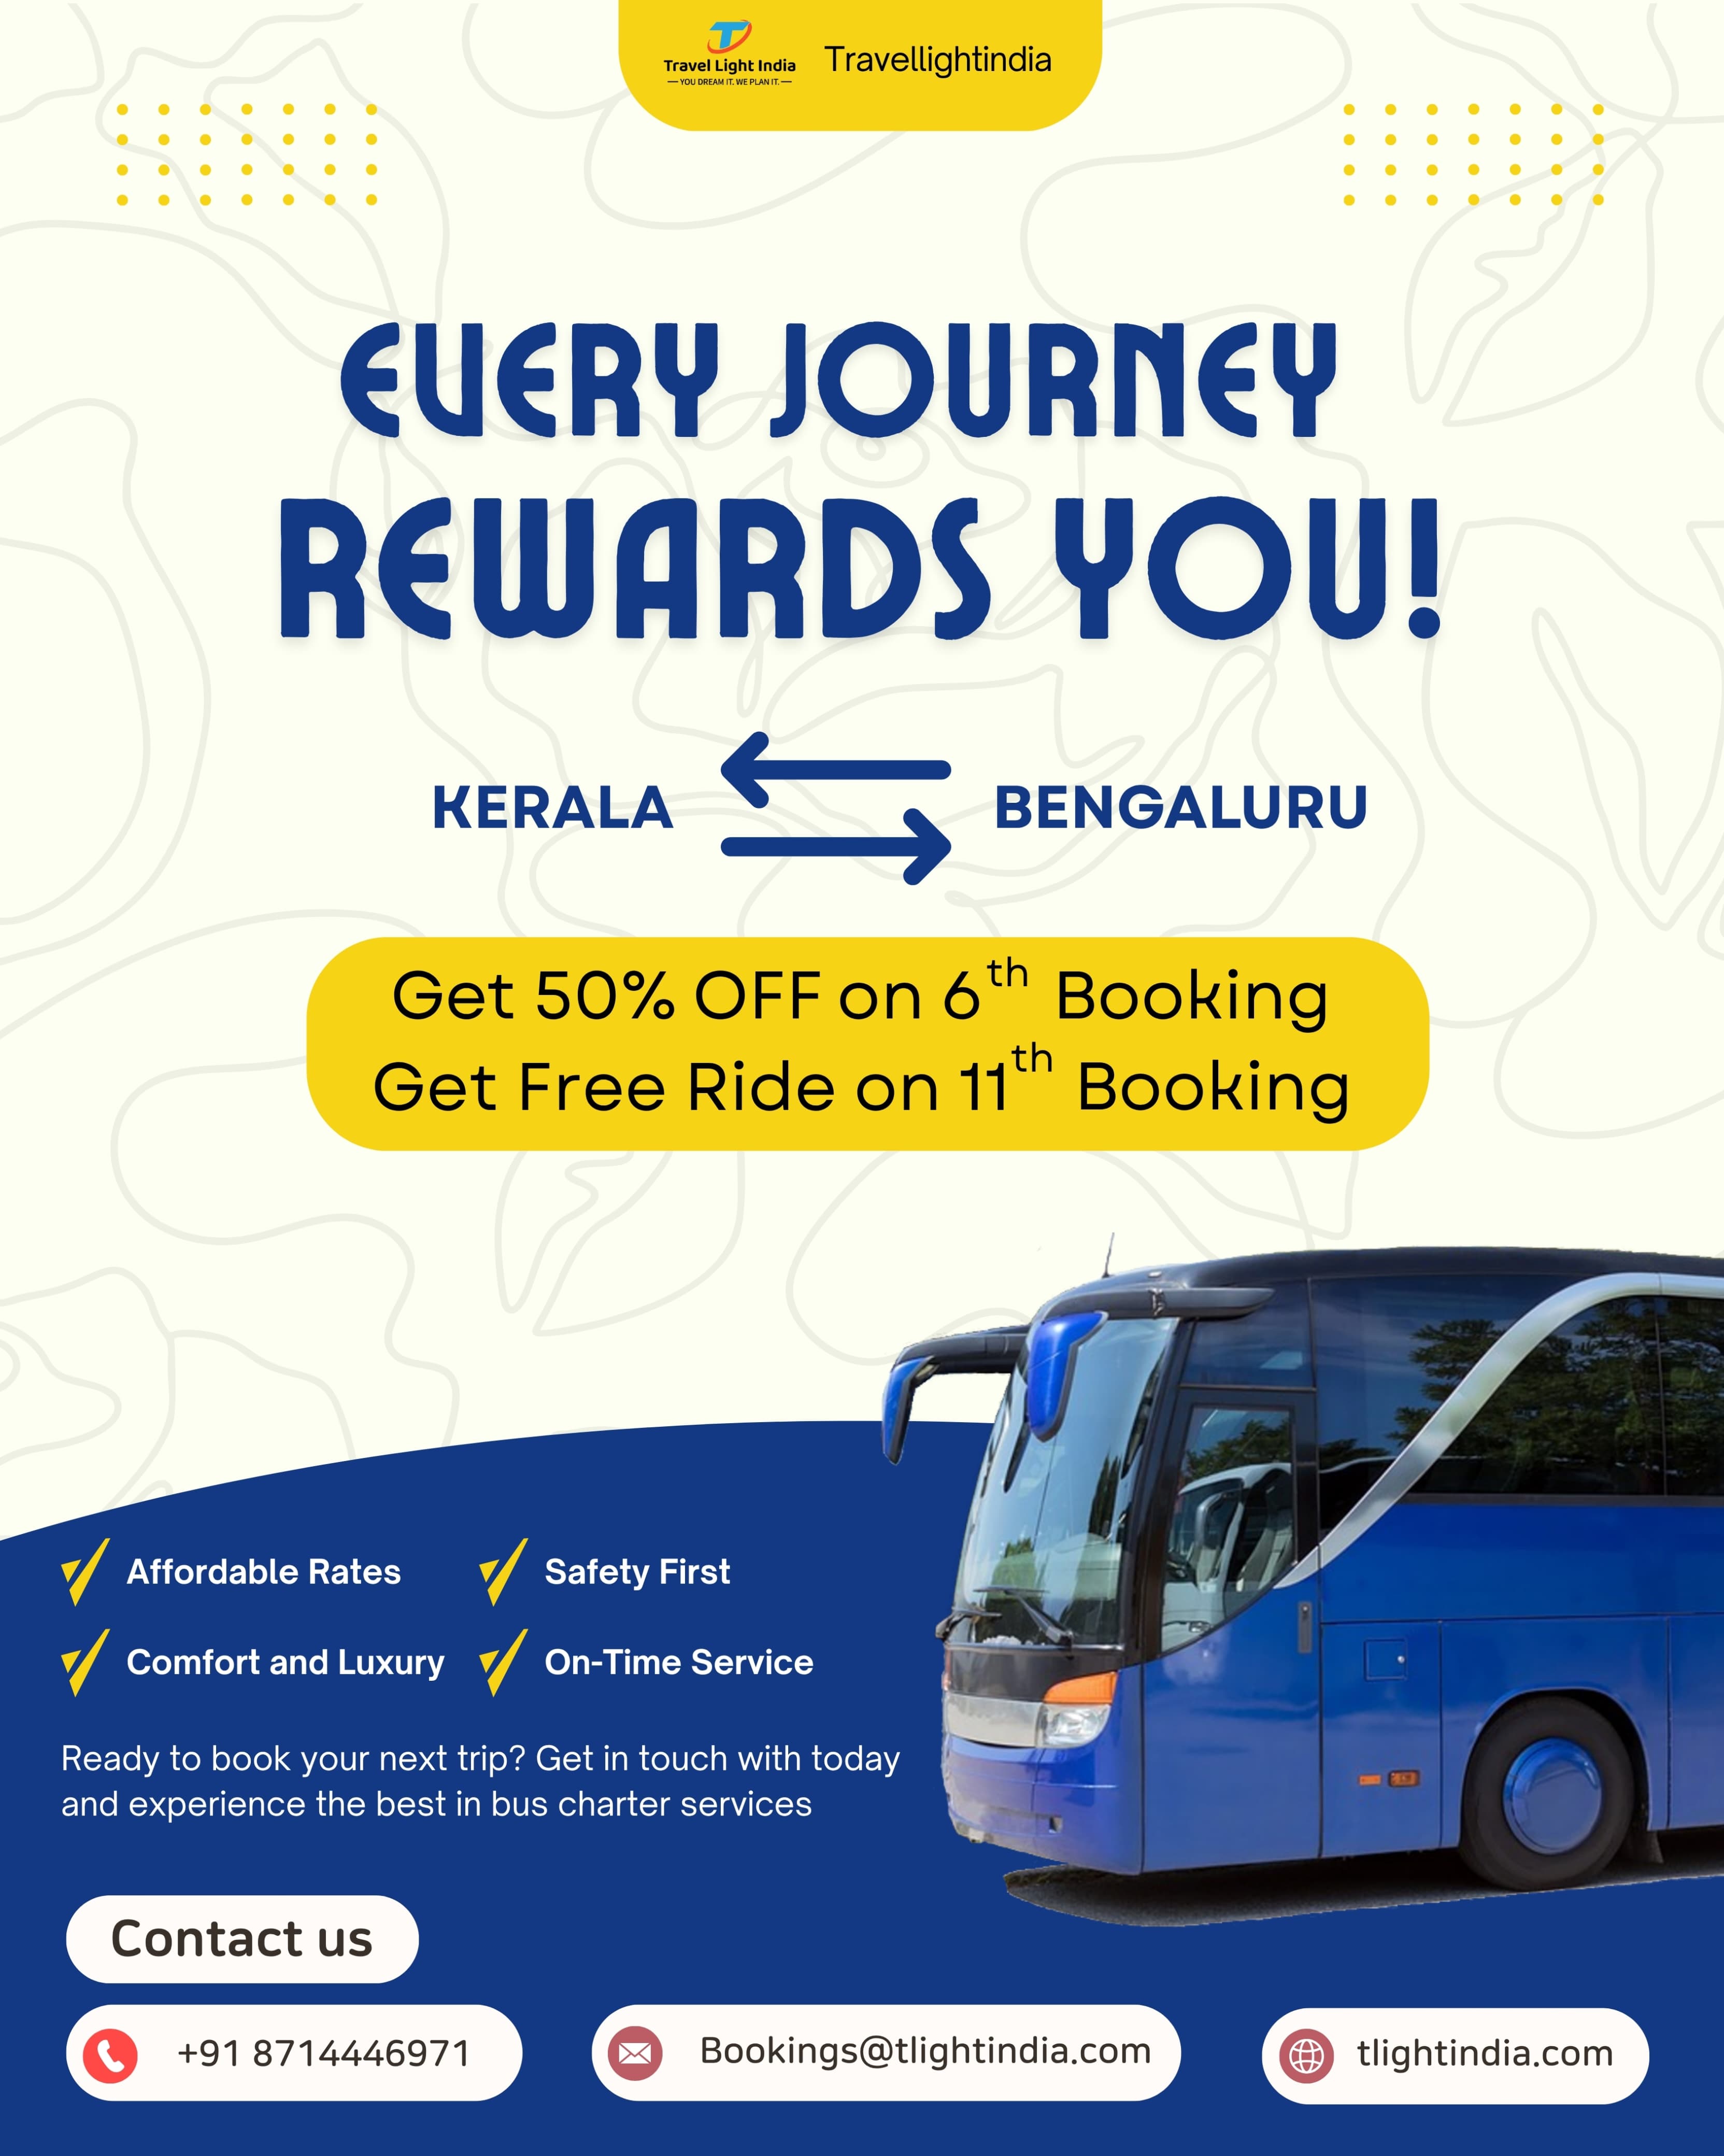 Travel Light India
YOU DREAM IT. WE PLAN IT.
Travellightindia
EVERY JOURNEY
REWARDS YOU!
KERALA
BENGALURU
Get 50% OFF on 6th Booking
Get Free Ride on 11th Booking
Affordable Rates
Safety First
Comfort and Luxury
On-Time Service
Ready to book your next trip? Get in touch with today
and experience the best in bus charter services
Contact us
+91 8714446971
Bookings@tlightindia.com
tlightindia.com